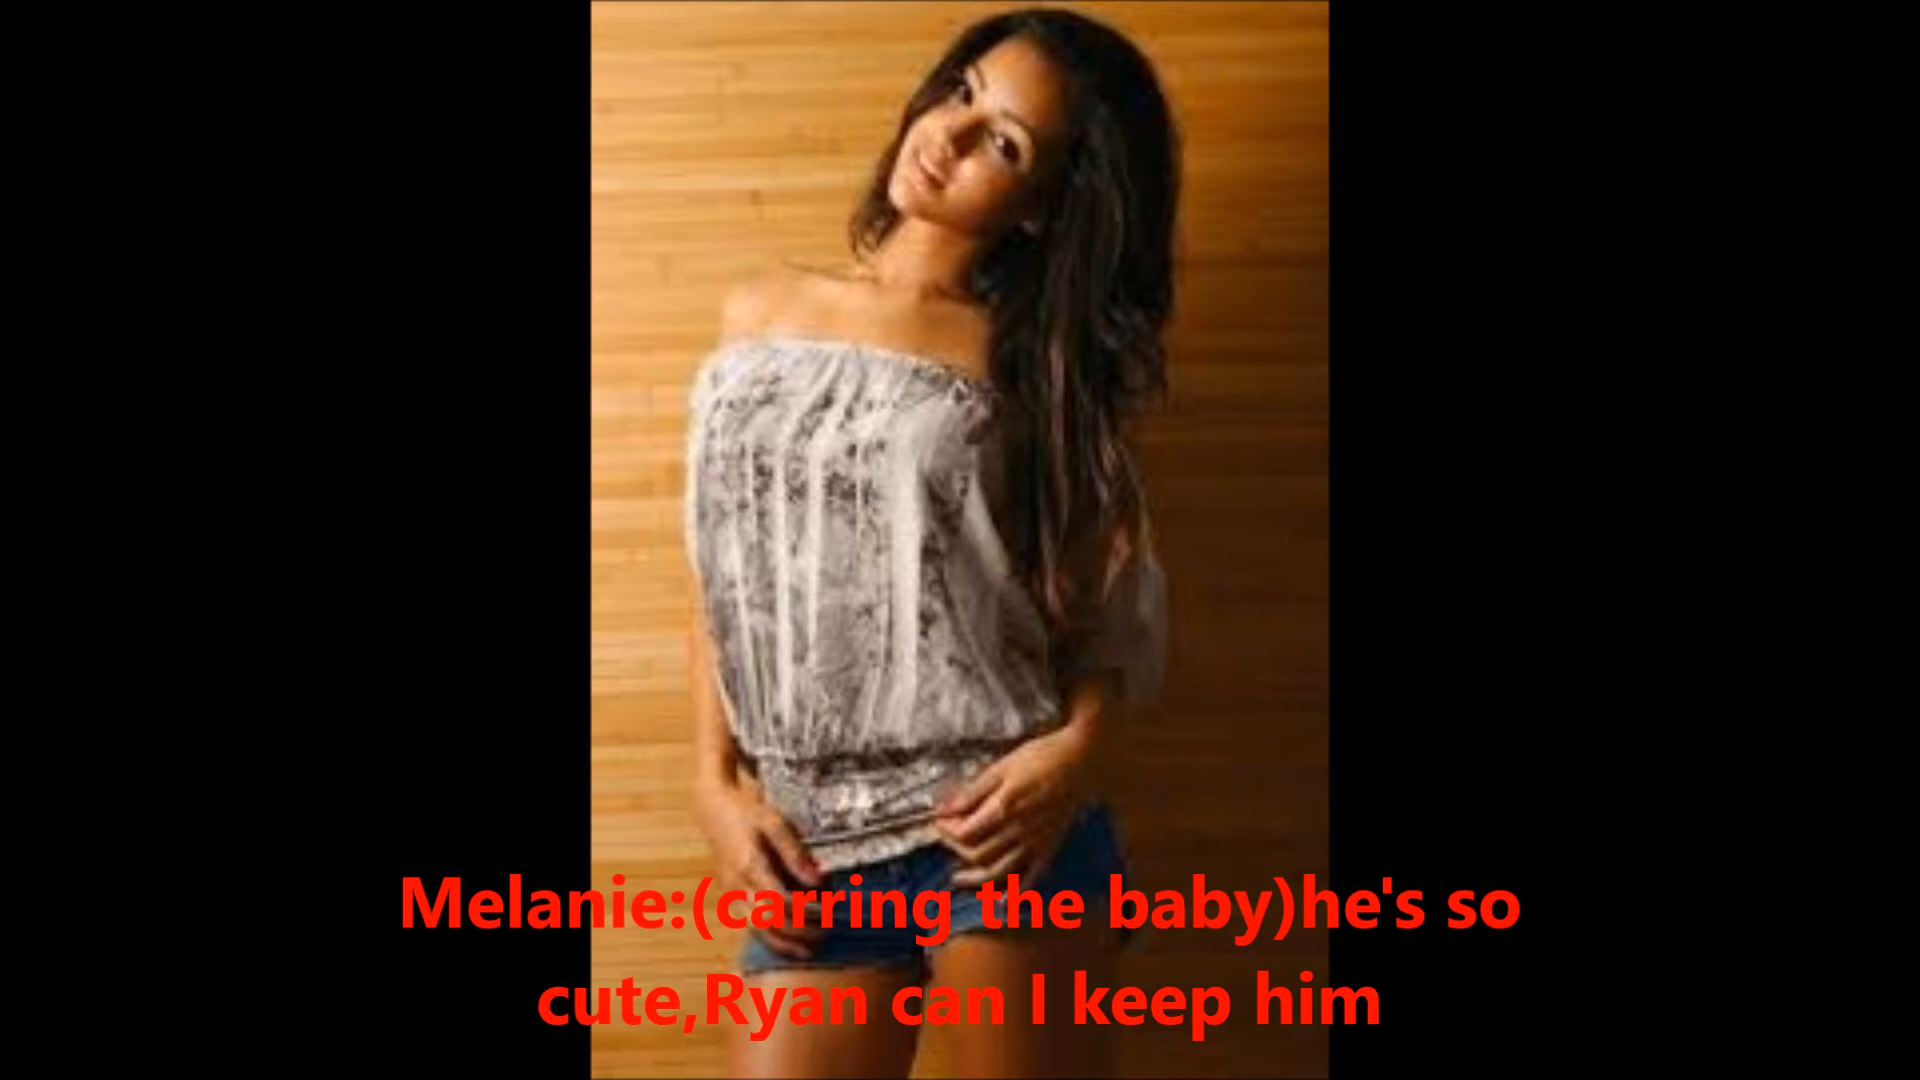 Melanie:(carring the baby)he's so
cute,Ryan can I keep him